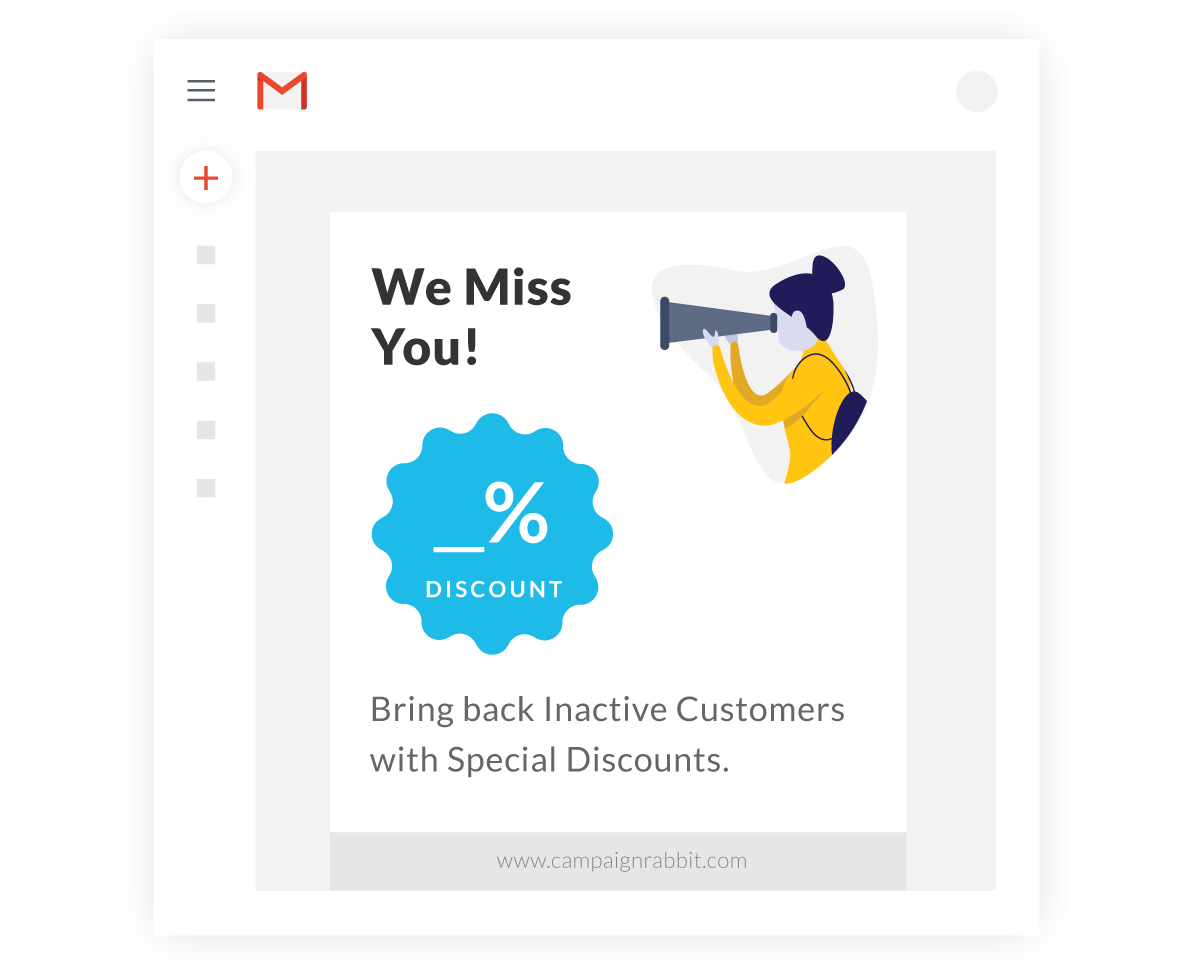 We Miss
You!
_%
DISCOUNT
Bring back Inactive Customers
with Special Discounts.
www.campaignrabbit.com